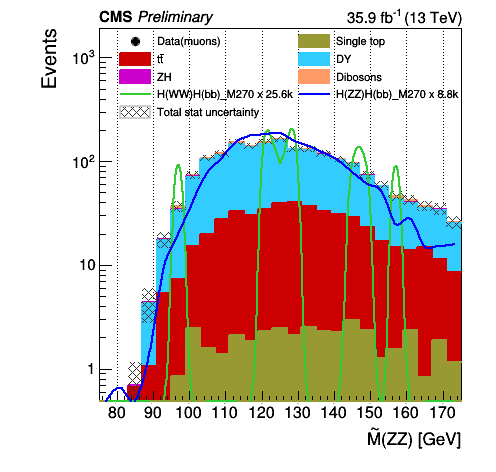 CMS Preliminary 35.9 fb⁻¹ (13 TeV)
Events
Data(muons) Single top
tt̄ DY
ZH Dibosons
H(WW)H(bb)_M270 x 25.6k H(ZZ)H(bb)_M270 x 8.8k
Total stat uncertainty
10³
10²
10
1
80 90 100 110 120 130 140 150 160 170
M̃(ZZ) [GeV]